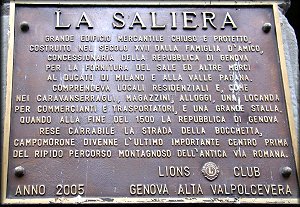 LA SALIERA
GRANDE EDIFICIO MERCANTILE CHIUSO E PROTETTO,
COSTRUITO NEL SECOLO XVII DALLA FAMIGLIA D'AMICO,
CONCESSIONARIA DELLA REPUBBLICA DI GENOVA
PER LA FORNITURA DEL SALE ED ALTRE MERCI
AL DUCATO DI MILANO E ALLA VALLE PADANA.
COMPRENDEVA LOCALI RESIDENZIALI E, COME
NEI CARAVANSERRAGLI, MAGAZZINI, ALLOGGI, UNA LOCANDA
PER COMMERCIANTI E TRASPORTATORI, E UNA GRANDE STALLA
QUANDO ALLA FINE DEL 1500 LA REPUBBLICA DI GENOVA
RESE CARRABILE LA STRADA DELLA BOCCHETTA,
CAMPOMORONE DIVENNE L'ULTIMO IMPORTANTE CENTRO PRIMA
DEL RIPIDO PERCORSO MONTAGNOSO DELL'ANTICA VIA ROMANA.
LIONS CLUB
ANNO 2005 GENOVA ALTA VALPOLCEVERA